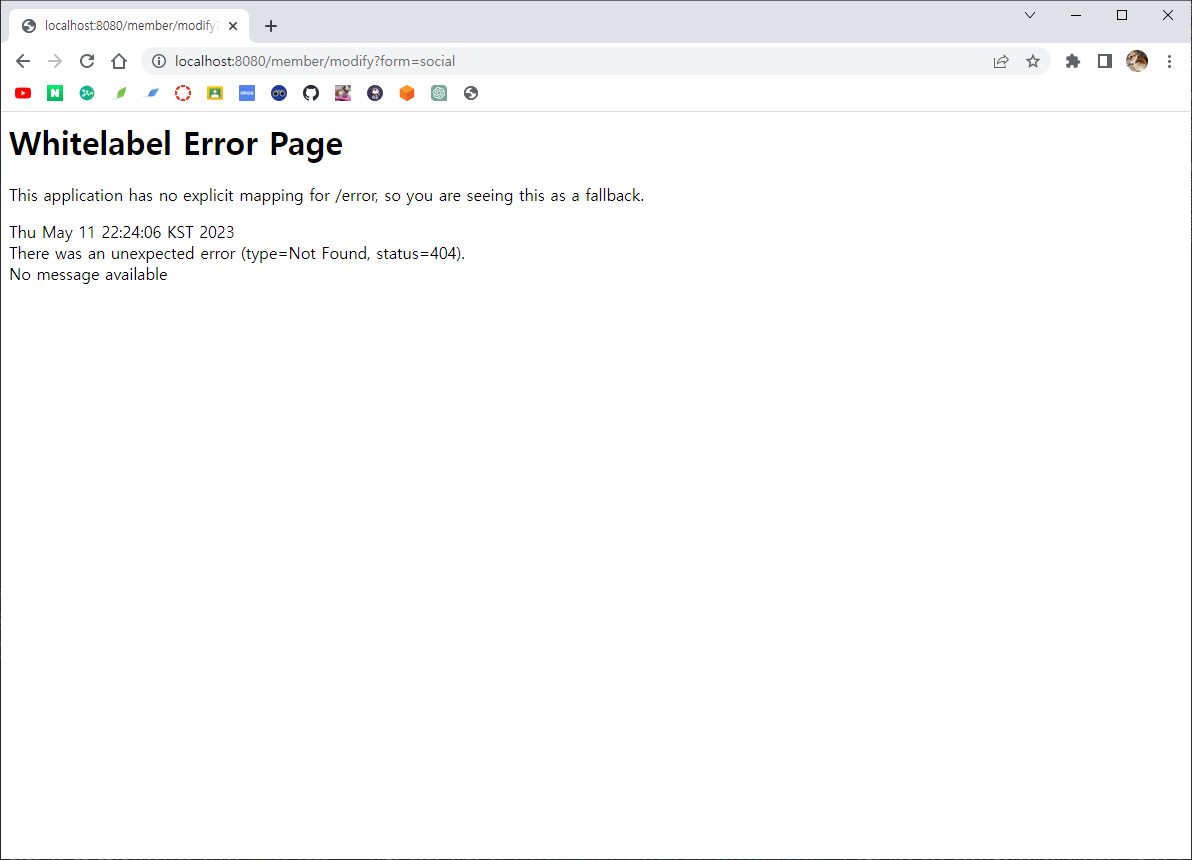 localhost:8080/member/modify?
localhost:8080/member/modify?form=social
Whitelabel Error Page
This application has no explicit mapping for /error, so you are seeing this as a fallback.
Thu May 11 22:24:06 KST 2023
There was an unexpected error (type=Not Found, status=404).
No message available